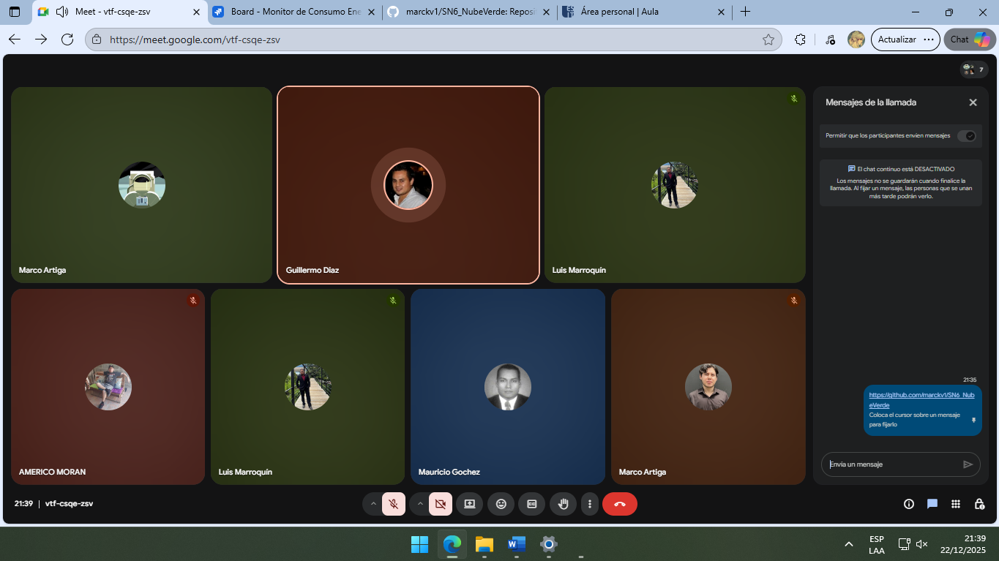 Meet - vtf-csqe-zsv
Board - Monitor de Consumo Ene
marckv1/SN6_NubeVerde: Reposi
Área personal | Aula
https://meet.google.com/vtf-csqe-zsv
Actualizar
Chat
7
Marco Artiga
Guillermo Diaz
Luis Marroquín
AMERICO MORAN
Luis Marroquín
Mauricio Gochez
Marco Artiga
Mensajes de la llamada
Permitir que los participantes envíen mensajes
El chat continuo está DESACTIVADO
Los mensajes no se guardarán cuando finalice la
llamada. Al fijar un mensaje, las personas que se unan
más tarde podrán verlo.
21:35
https://github.com/marckv1/SN6_Nub
eVerde
Coloca el cursor sobre un mensaje
para fijarlo
Envía un mensaje
21:39 | vtf-csqe-zsv
ESP
LAA
21:39
22/12/2025